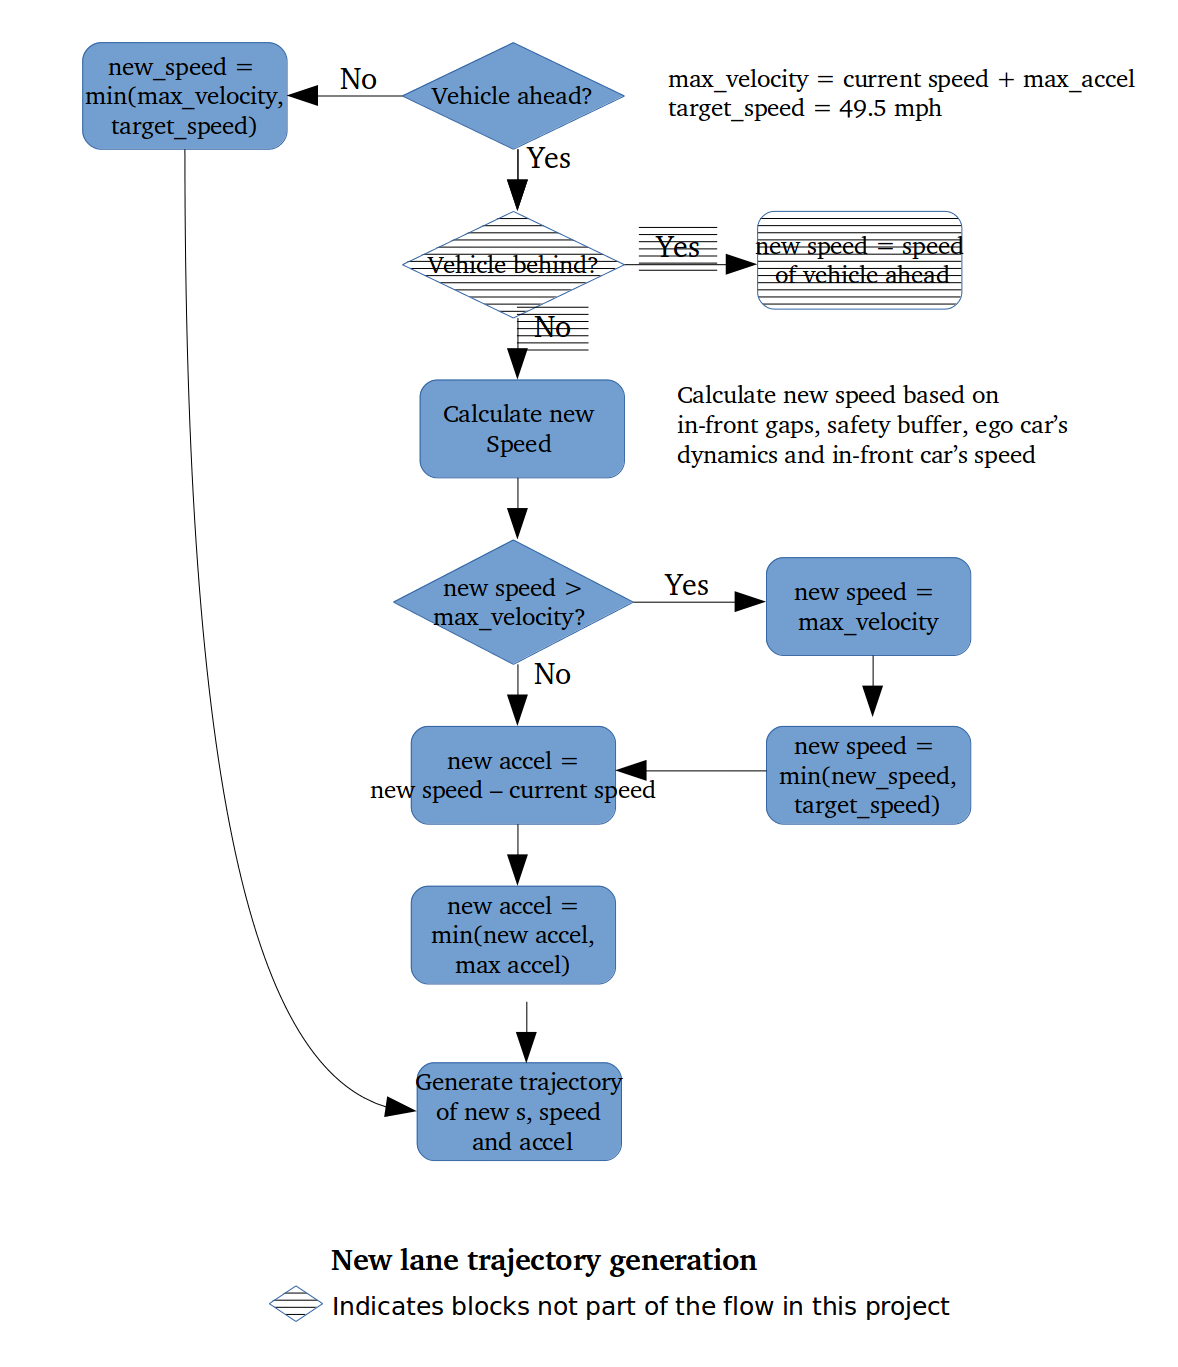 new_speed =
min(max_velocity,
target_speed)
No
Vehicle ahead?
max_velocity = current speed + max_accel
target_speed = 49.5 mph
Yes
Vehicle behind?
Yes
new speed = speed
of vehicle ahead
No
Calculate new
Speed
Calculate new speed based on
in-front gaps, safety buffer, ego car’s
dynamics and in-front car’s speed
new speed >
max_velocity?
Yes
new speed =
max_velocity
No
new accel =
new speed – current speed
new speed =
min(new_speed,
target_speed)
new accel =
min(new accel,
max accel)
Generate trajectory
of new s, speed
and accel
New lane trajectory generation
Indicates blocks not part of the flow in this project